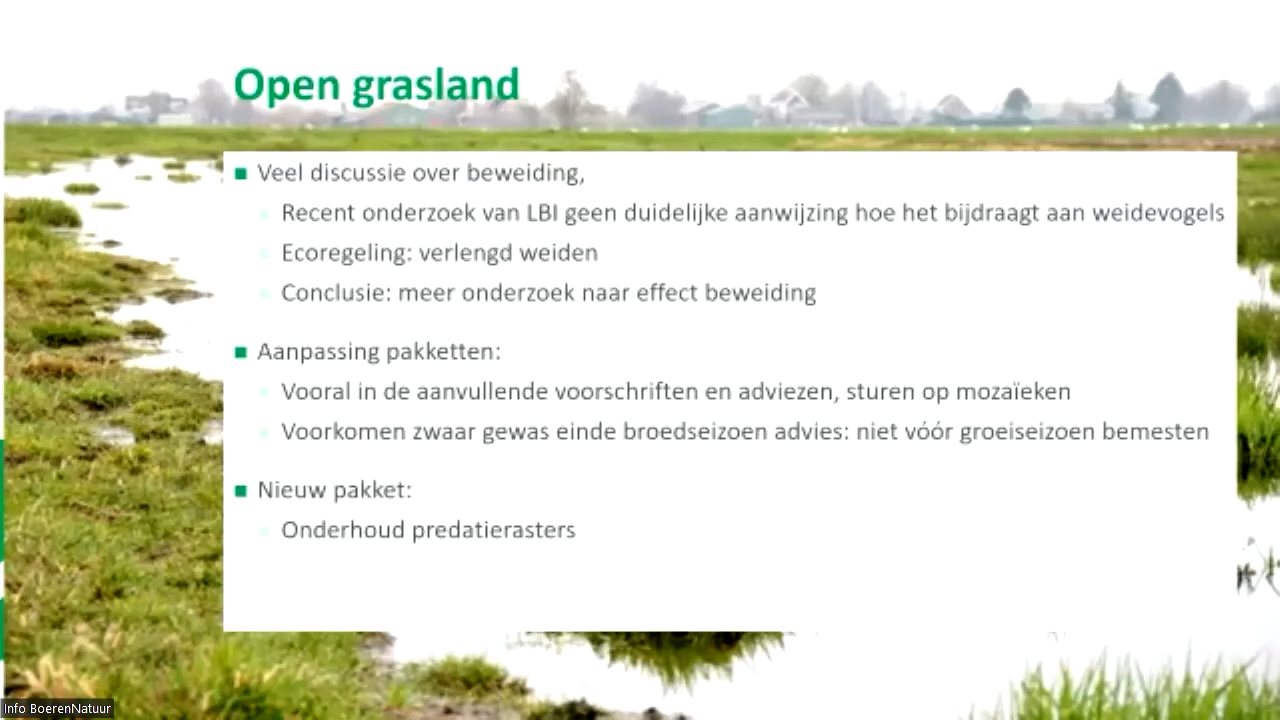 Open grasland
Veel discussie over beweiding,
Recent onderzoek van LBI geen duidelijke aanwijzing hoe het bijdraagt aan weidevogels
Ecoregeling: verlengd weiden
Conclusie: meer onderzoek naar effect beweiding
Aanpassing pakketten:
Vooral in de aanvullende voorschriften en adviezen, sturen op mozaïeken
Voorkomen zwaar gewas einde broedseizoen advies: niet vóór groeiseizoen bemesten
Nieuw pakket:
Onderhoud predatierasters
Info BoerenNatuur